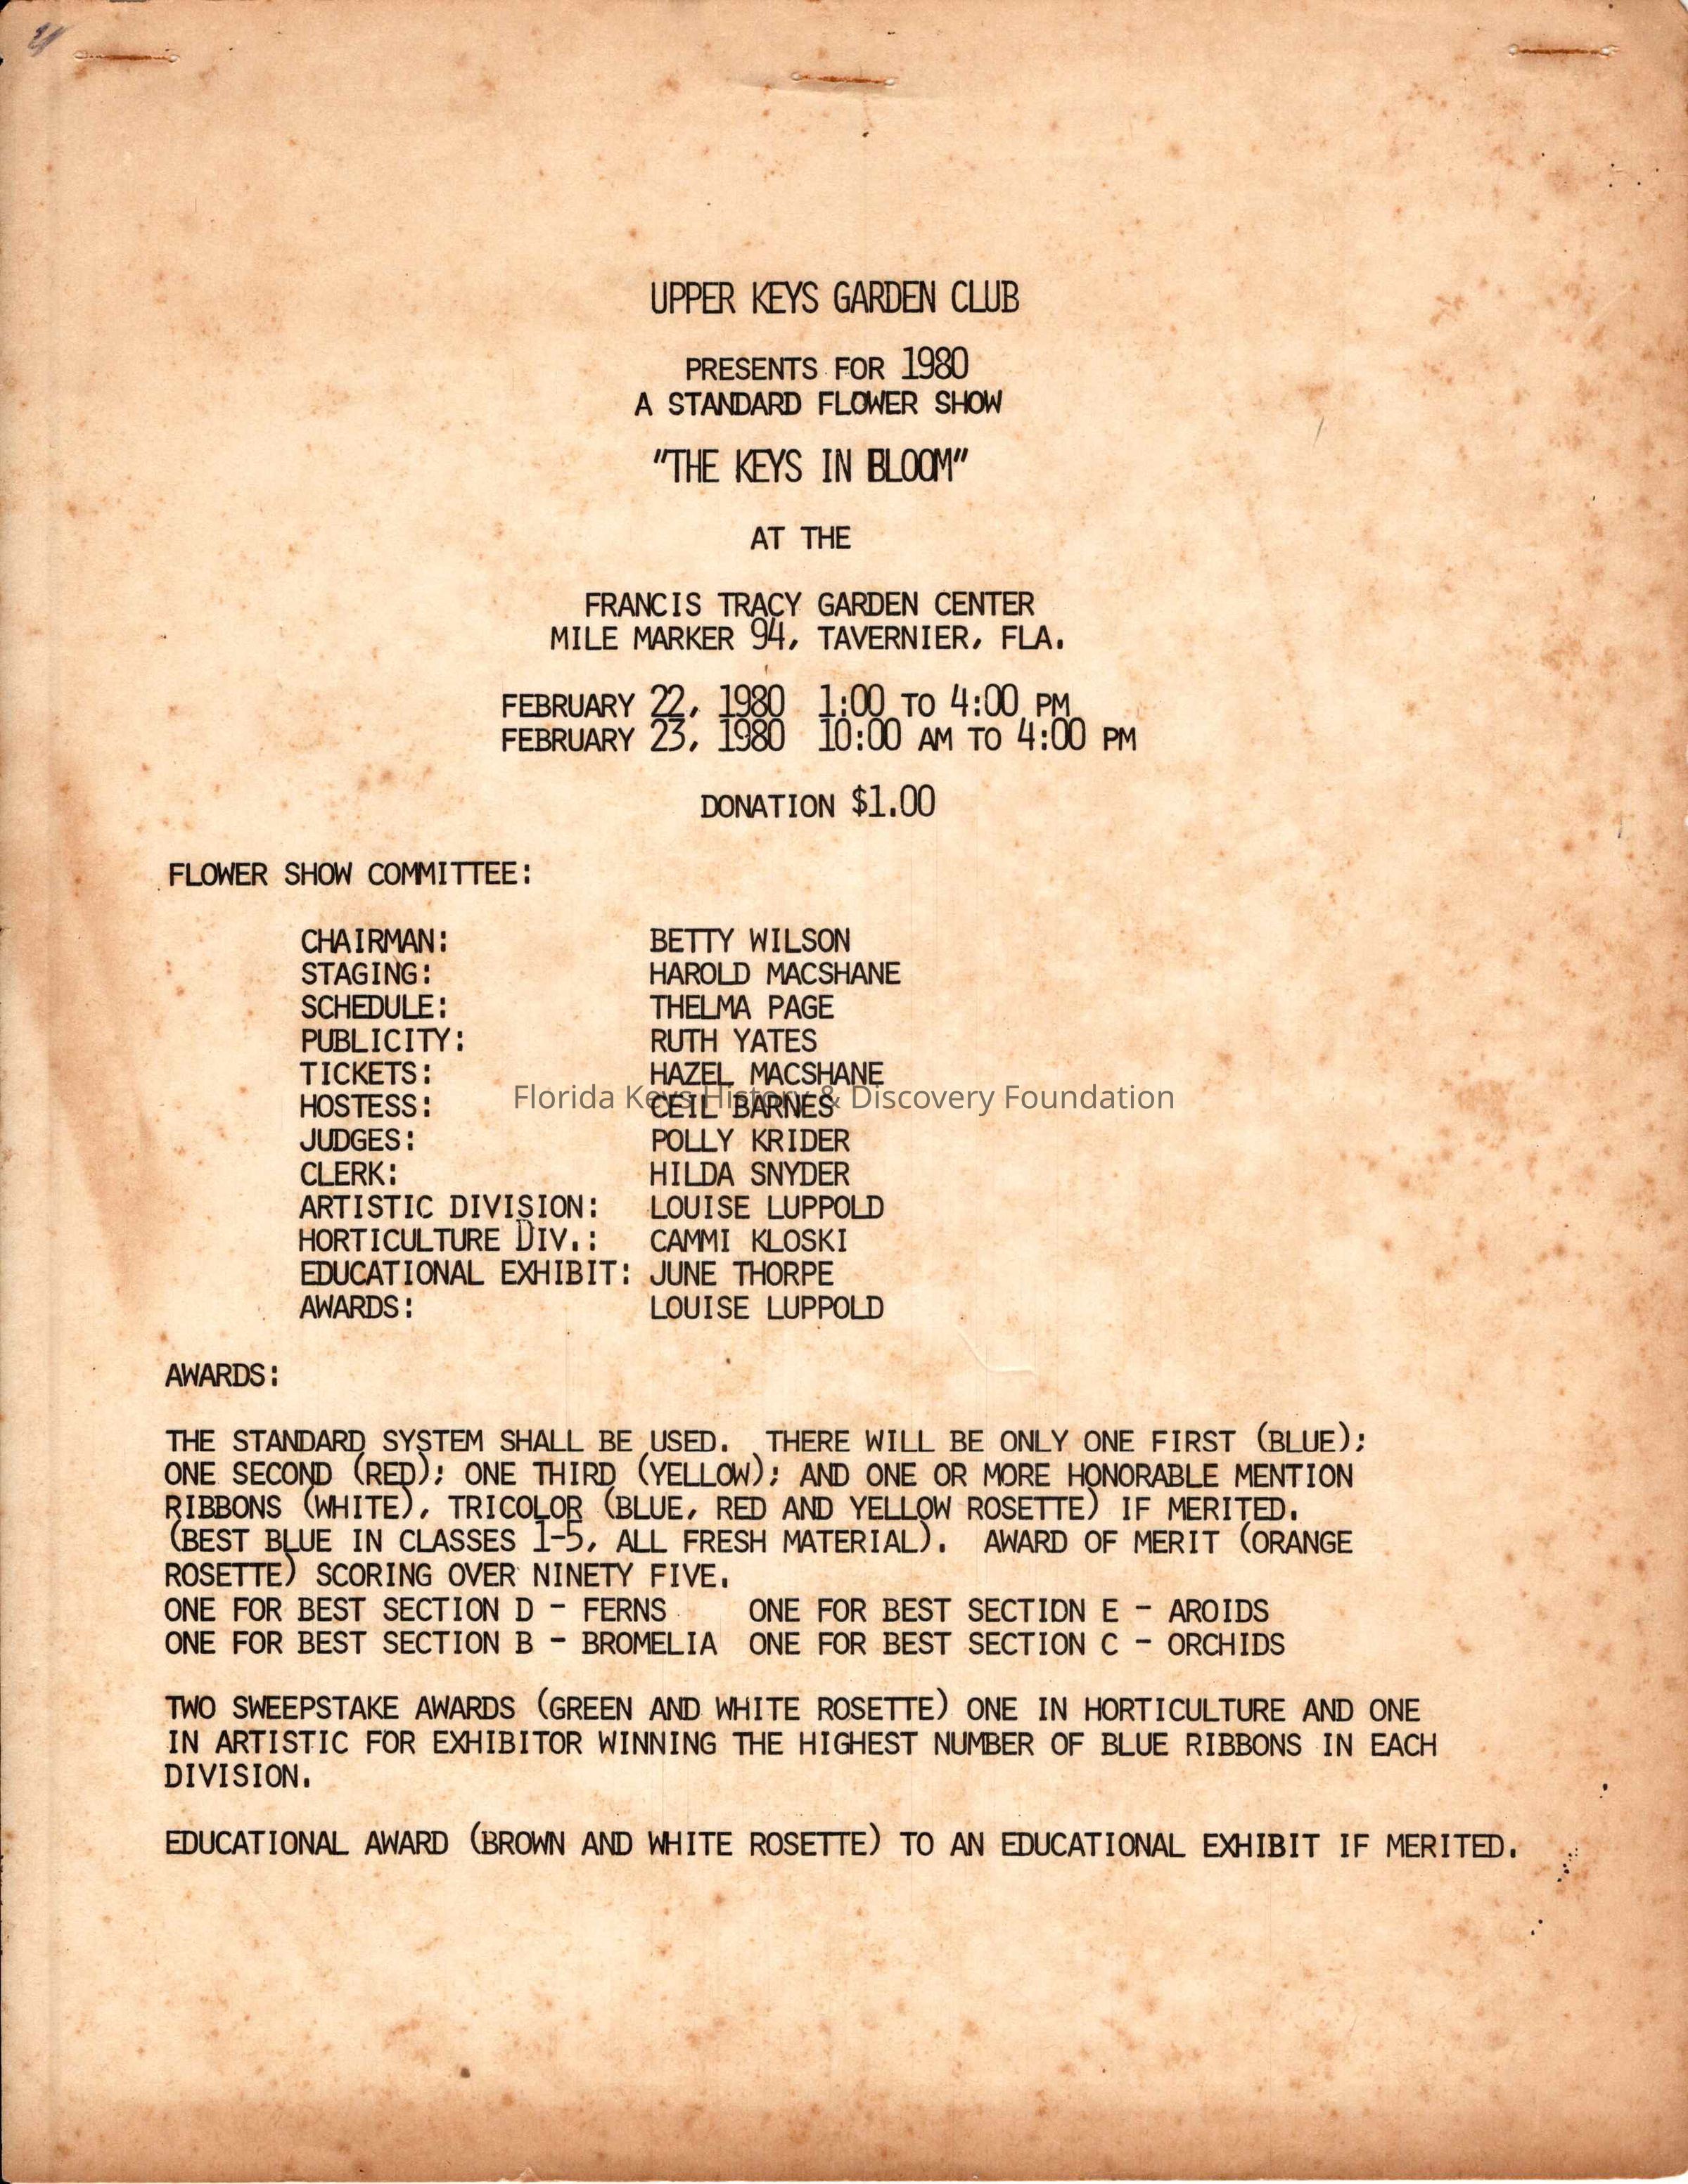 UPPER KEYS GARDEN CLUB
PRESENTS FOR 1980
A STANDARD FLOWER SHOW
"THE KEYS IN BLOOM"
AT THE
FRANCIS TRACY GARDEN CENTER
MILE MARKER 94, TAVERNIER, FLA.
FEBRUARY 22, 1980 1:00 TO 4:00 PM
FEBRUARY 23, 1980 10:00 AM TO 4:00 PM
DONATION $1.00
FLOWER SHOW COMMITTEE:
CHAIRMAN: BETTY WILSON
STAGING: HAROLD MACSHANE
SCHEDULE: THELMA PAGE
PUBLICITY: RUTH YATES
TICKETS: HAZEL MACSHANE
Florida Keys History & Discovery Foundation
HOSTESS: CEIL BARNES
JUDGES: POLLY KRIDER
CLERK: HILDA SNYDER
ARTISTIC DIVISION: LOUISE LUPPOLD
HORTICULTURE DIV.: CAMMI KLOSKI
EDUCATIONAL EXHIBIT: JUNE THORPE
AWARDS: LOUISE LUPPOLD
AWARDS:
THE STANDARD SYSTEM SHALL BE USED. THERE WILL BE ONLY ONE FIRST (BLUE);
ONE SECOND (RED); ONE THIRD (YELLOW); AND ONE OR MORE HONORABLE MENTION
RIBBONS (WHITE), TRICOLOR (BLUE, RED AND YELLOW ROSETTE) IF MERITED.
(BEST BLUE IN CLASSES 1-5, ALL FRESH MATERIAL). AWARD OF MERIT (ORANGE
ROSETTE) SCORING OVER NINETY FIVE.
ONE FOR BEST SECTION D - FERNS ONE FOR BEST SECTION E - AROIDS
ONE FOR BEST SECTION B - BROMELIA ONE FOR BEST SECTION C - ORCHIDS
TWO SWEEPSTAKE AWARDS (GREEN AND WHITE ROSETTE) ONE IN HORTICULTURE AND ONE
IN ARTISTIC FOR EXHIBITOR WINNING THE HIGHEST NUMBER OF BLUE RIBBONS IN EACH
DIVISION.
EDUCATIONAL AWARD (BROWN AND WHITE ROSETTE) TO AN EDUCATIONAL EXHIBIT IF MERITED.